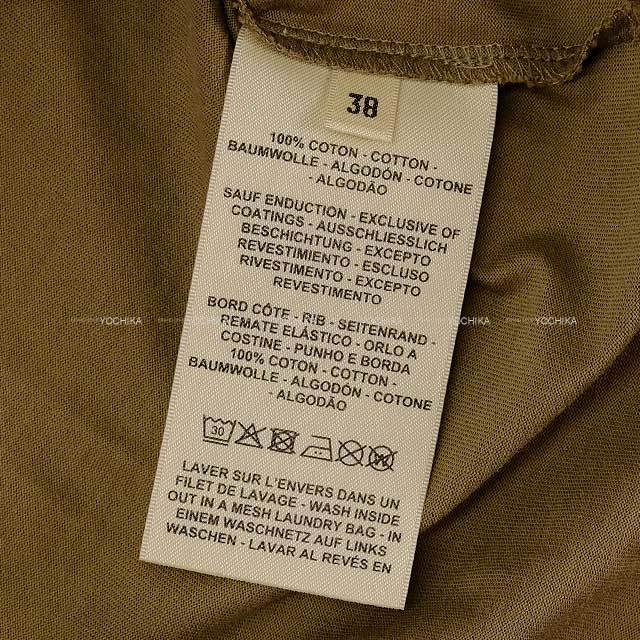 38
100% COTON - COTTON -
BAUMWOLLE - ALGODÓN - COTONE
- ALGODÃO
SAUF ENDUCTION - EXCLUSIVE OF
COATINGS - AUSSCHLIESSLICH
BESCHICHTUNG - EXCEPTO
REVESTIMIENTO - ESCLUSO
RIVESTIMENTO - EXCEPTO
REVESTIMENTO
BORD CÔTE - RIB - SEITENRAND -
REMATE ELÁSTICO - ORLO A
COSTINE - PUNHO E BORDA
100% COTON - COTTON -
BAUMWOLLE - ALGODÓN - COTONE
- ALGODÃO
30
LAVER SUR L'ENVERS DANS UN
FILET DE LAVAGE - WASH INSIDE
OUT IN A MESH LAUNDRY BAG - IN
EINEM WASCHNETZ AUF LINKS
WASCHEN - LAVAR AL REVÉS EN
YOCHIKA
YOCHIKA